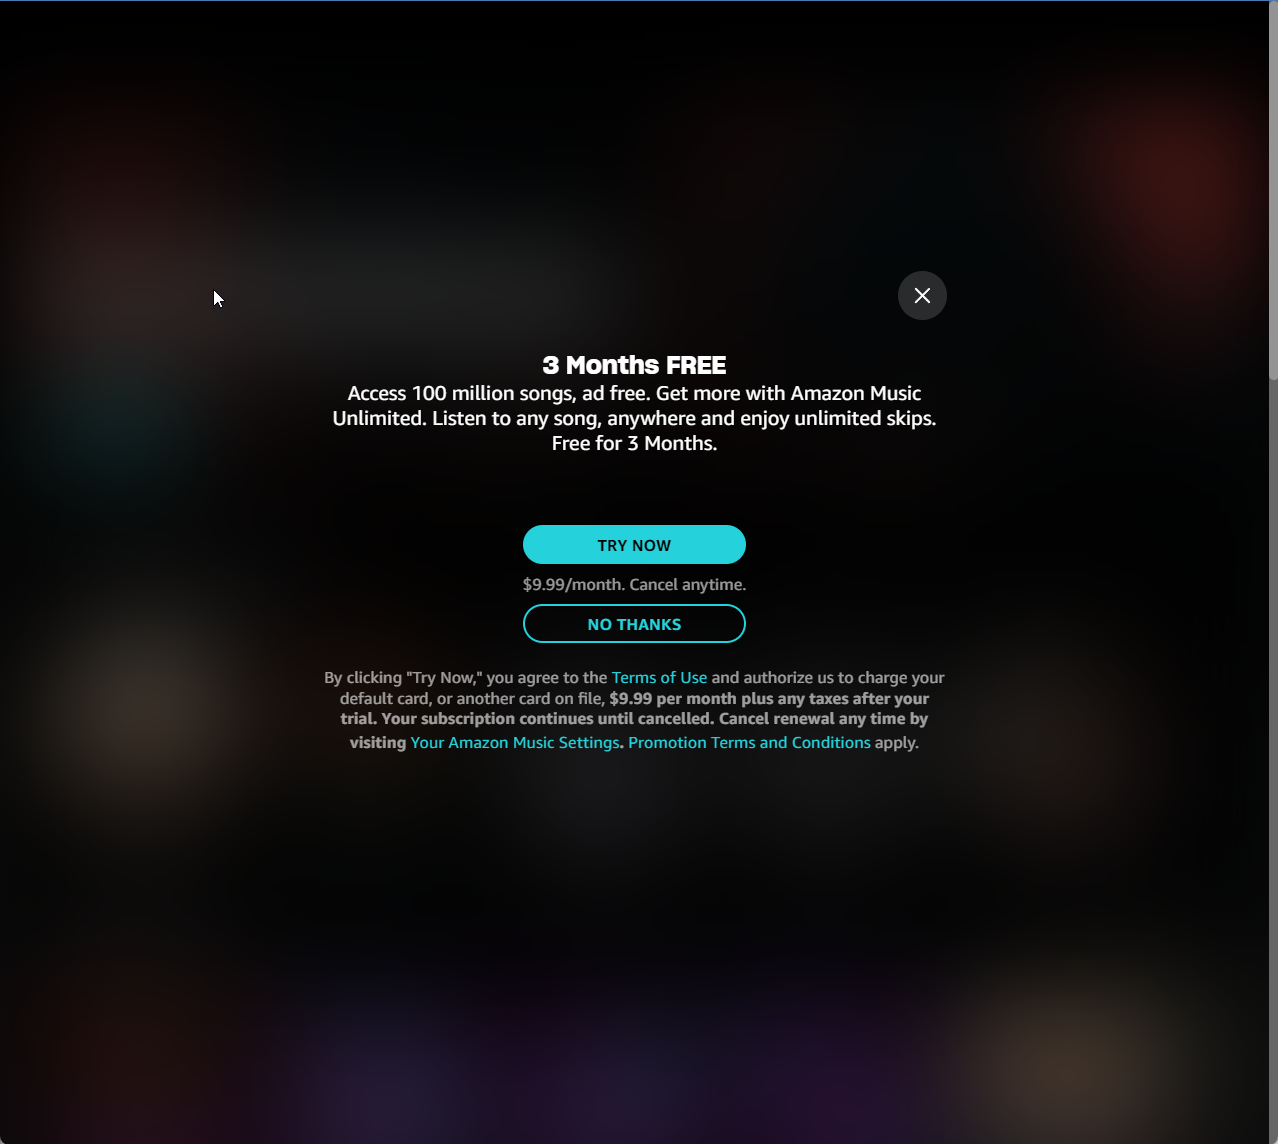 3 Months FREE
Access 100 million songs, ad free. Get more with Amazon Music
Unlimited. Listen to any song, anywhere and enjoy unlimited skips.
Free for 3 Months.
TRY NOW
$9.99/month. Cancel anytime.
NO THANKS
By clicking "Try Now," you agree to the Terms of Use and authorize us to charge your
default card, or another card on file, $9.99 per month plus any taxes after your
trial. Your subscription continues until cancelled. Cancel renewal any time by
visiting Your Amazon Music Settings. Promotion Terms and Conditions apply.